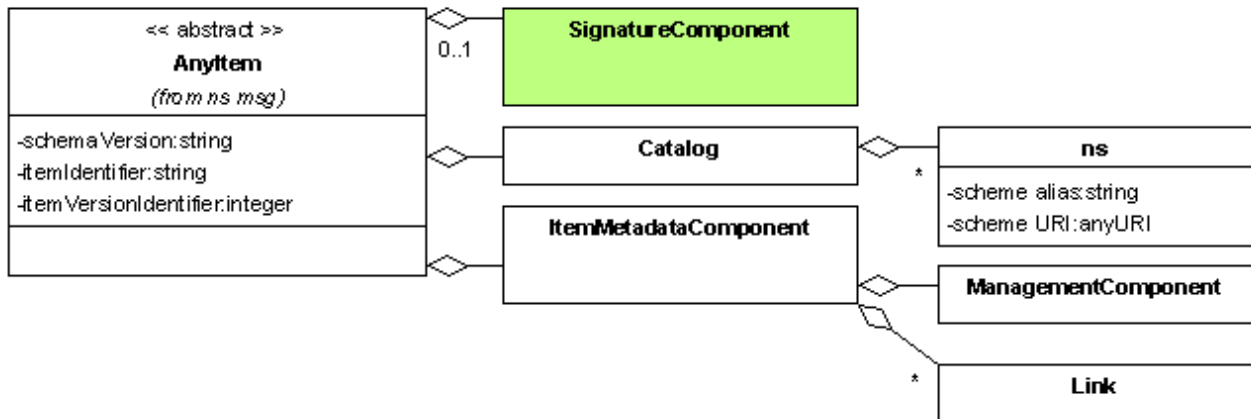 << abstract >>
AnyItem
(from ns msg)
-schemaVersion:string
-itemIdentifier:string
-itemVersionIdentifier:integer
0..1
SignatureComponent
Catalog
*
ns
-scheme alias:string
-scheme URI:anyURI
ItemMetadataComponent
ManagementComponent
*
Link